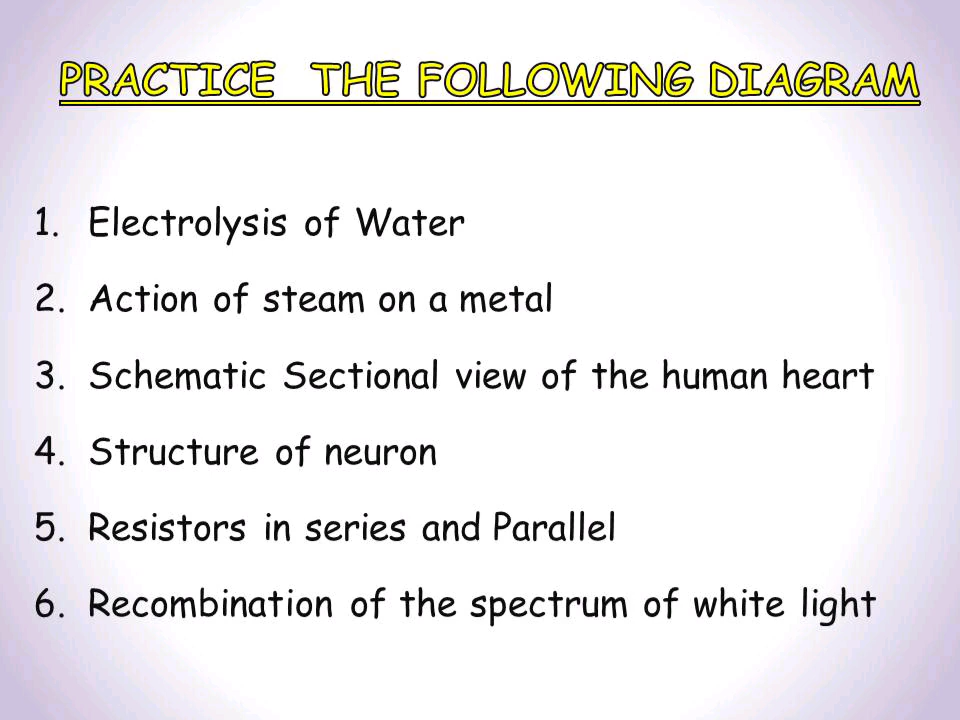 PRACTICE THE FOLLOWING DIAGRAM
1. Electrolysis of Water
2. Action of steam on a metal
3. Schematic Sectional view of the human heart
4. Structure of neuron
5. Resistors in series and Parallel
6. Recombination of the spectrum of white light